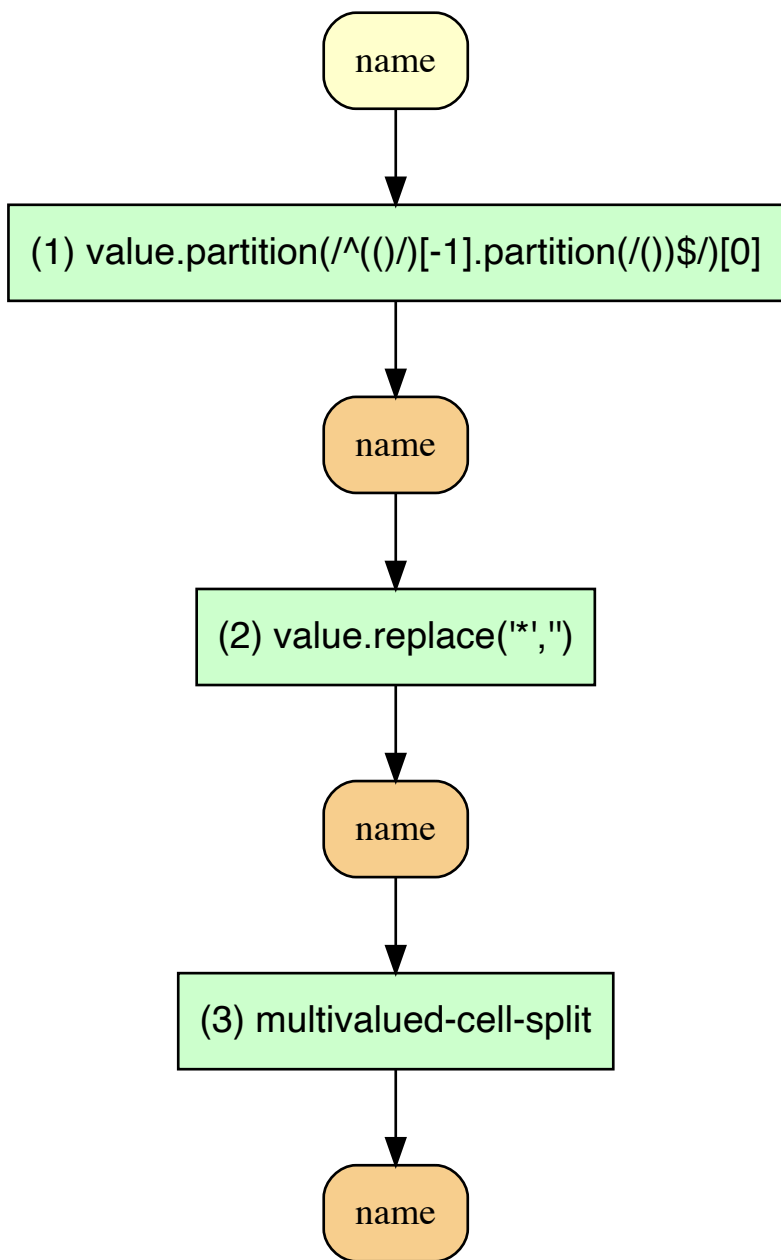 name
(1) value.partition(/^(()/)[-1].partition(/())$/)[0]
name
(2) value.replace('*','')
name
(3) multivalued-cell-split
name